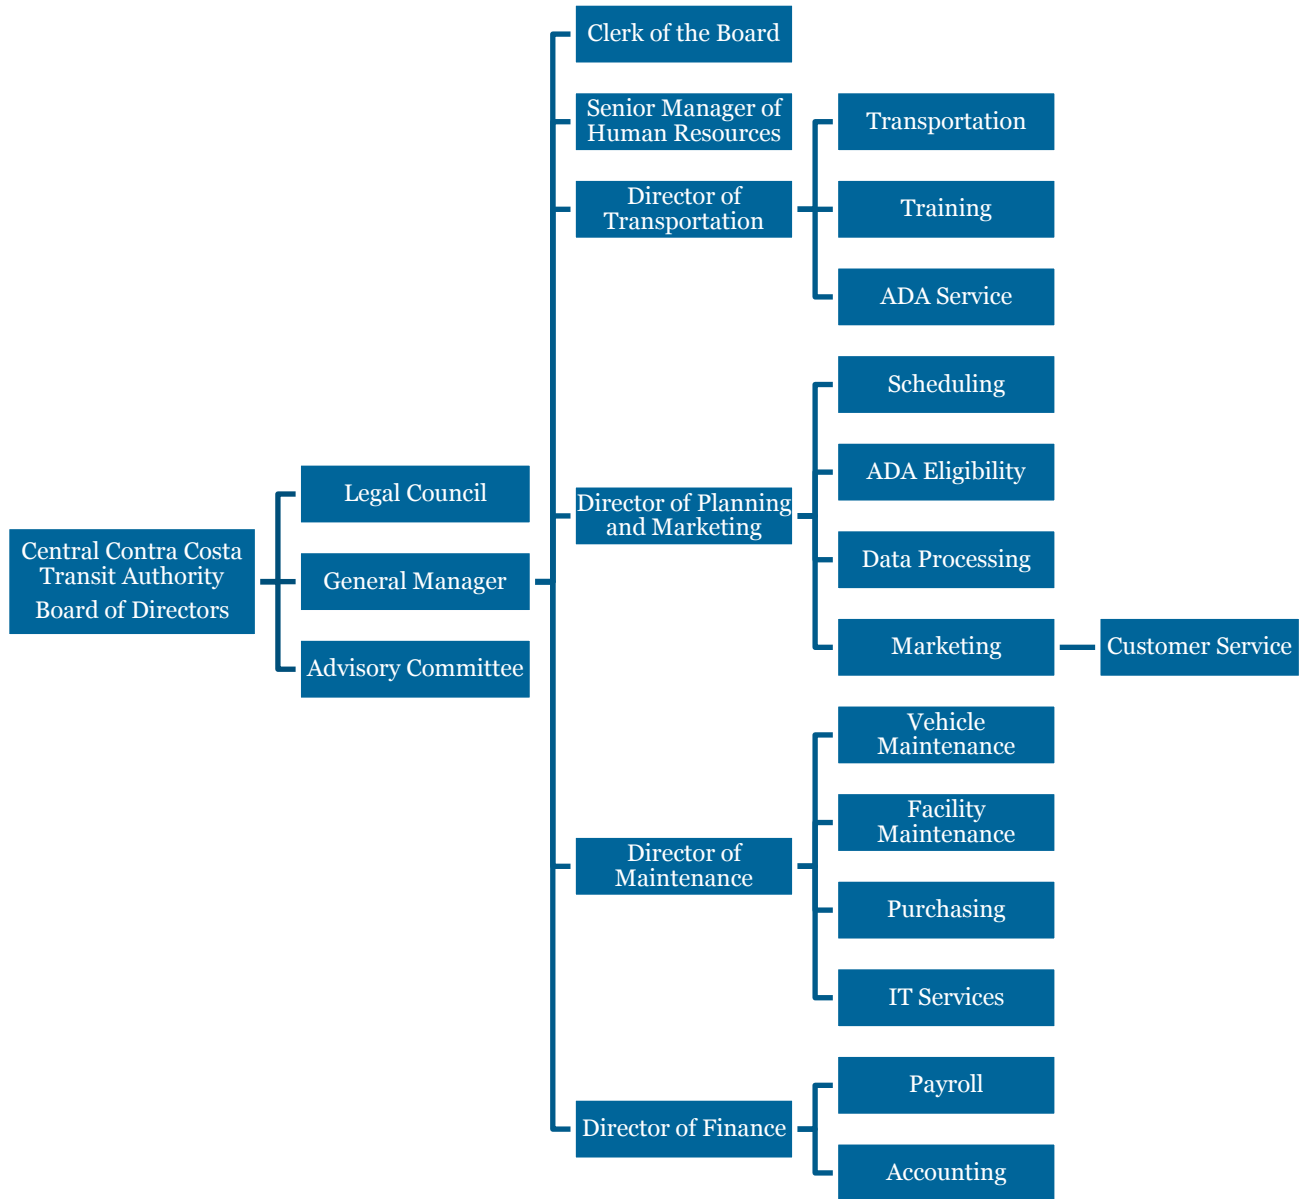 Central Contra Costa
Transit Authority
Board of Directors
Legal Council
General Manager
Advisory Committee
Clerk of the Board
Senior Manager of
Human Resources
Director of
Transportation
Transportation
Training
ADA Service
Director of Planning
and Marketing
Scheduling
ADA Eligibility
Data Processing
Marketing
Customer Service
Director of
Maintenance
Vehicle
Maintenance
Facility
Maintenance
Purchasing
IT Services
Director of Finance
Payroll
Accounting